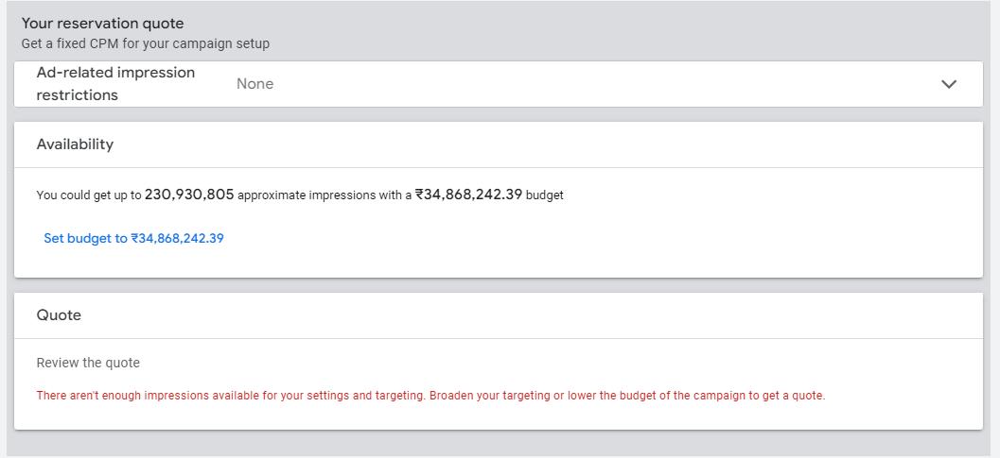 Your reservation quote
Get a fixed CPM for your campaign setup
Ad-related impression
restrictions
None
Availability
You could get up to 230,930,805 approximate impressions with a ₹34,868,242.39 budget
Set budget to ₹34,868,242.39
Quote
Review the quote
There aren't enough impressions available for your settings and targeting. Broaden your targeting or lower the budget of the campaign to get a quote.